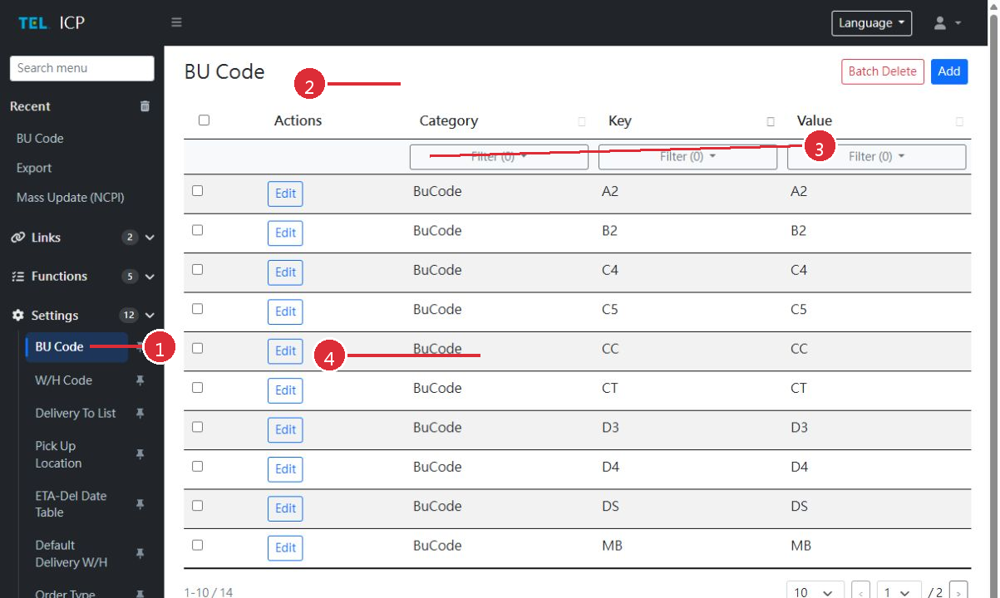 TEL ICP
Language
Search menu
BU Code
Batch Delete
Add
2
Recent
BU Code
Export
Mass Update (NCPI)
Links 2
Functions 5
Settings 12
BU Code
1
W/H Code
Delivery To List
Pick Up
Location
ETA-Del Date
Table
Default
Delivery W/H
Order Type
Actions Category Key Value
Filter (0) Filter (0) Filter (0)
3
Edit BuCode A2 A2
Edit BuCode B2 B2
Edit BuCode C4 C4
Edit BuCode C5 C5
Edit BuCode CC CC
4
Edit BuCode CT CT
Edit BuCode D3 D3
Edit BuCode D4 D4
Edit BuCode DS DS
Edit BuCode MB MB
1-10 / 14
10 < 1 / 2 >